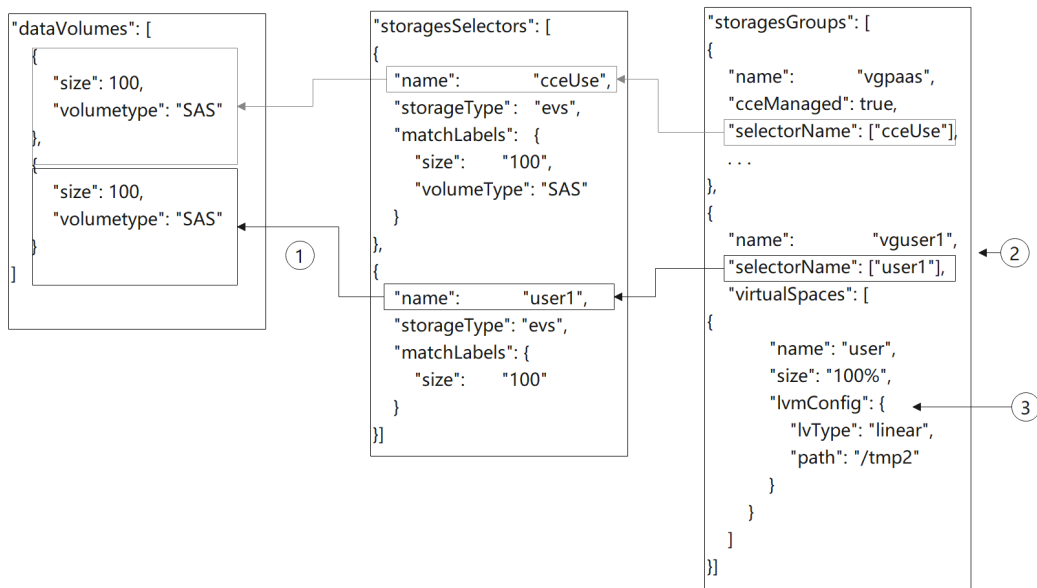 "dataVolumes": [
{
"size": 100,
"volumetype": "SAS"
},
{
"size": 100,
"volumetype": "SAS"
}
]
1
"storagesSelectors": [
{
"name": "cceUse",
"storageType": "evs",
"matchLabels": {
"size": "100",
"volumeType": "SAS"
}
},
{
"name": "user1",
"storageType": "evs",
"matchLabels": {
"size": "100"
}
}]
"storagesGroups": [
{
"name": "vgpaas",
"cceManaged": true,
"selectorName": ["cceUse"],
. . .
},
{
"name": "vguser1",
"selectorName": ["user1"],
"virtualSpaces": [
{
"name": "user",
"size": "100%",
"lvmConfig": {
"lvType": "linear",
"path": "/tmp2"
}
}
]
}]
2
3